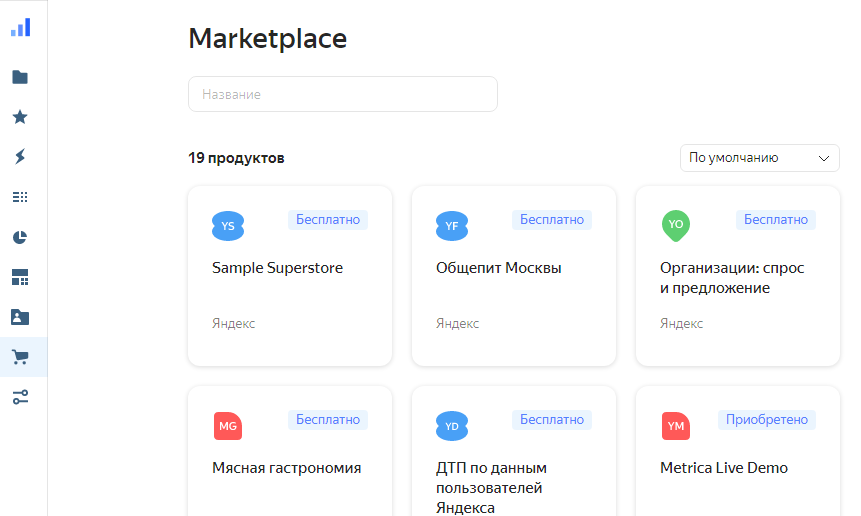 Marketplace
Название
19 продуктов
По умолчанию
YS
Бесплатно
Sample Superstore
Яндекс
YF
Бесплатно
Общепит Москвы
Яндекс
YO
Бесплатно
Организации: спрос
и предложение
Яндекс
MG
Бесплатно
Мясная гастрономия
YD
Бесплатно
ДТП по данным
пользователей
Яндекса
YM
Приобретено
Metrica Live Demo